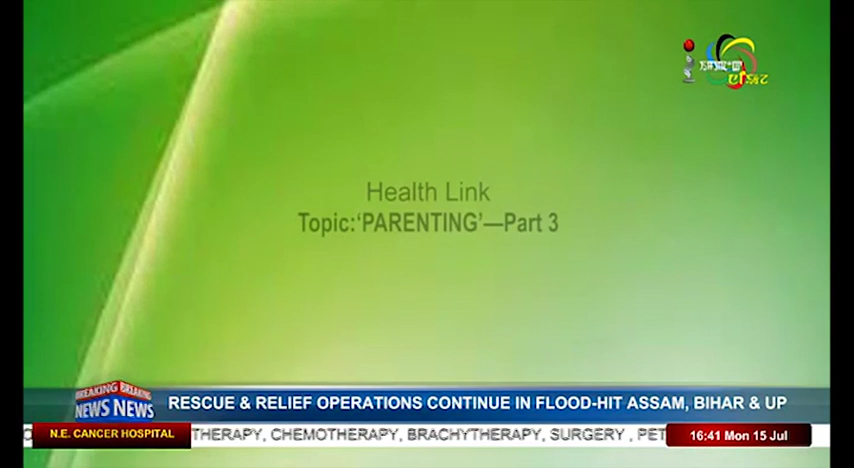 Health Link
Topic:‘PARENTING’—Part 3
BREAKING BREAKING
NEWS NEWS
RESCUE & RELIEF OPERATIONS CONTINUE IN FLOOD-HIT ASSAM, BIHAR & UP
N.E. CANCER HOSPITAL
THERAPY, CHEMOTHERAPY, BRACHYTHERAPY, SURGERY , PET
16:41 Mon 15 Jul